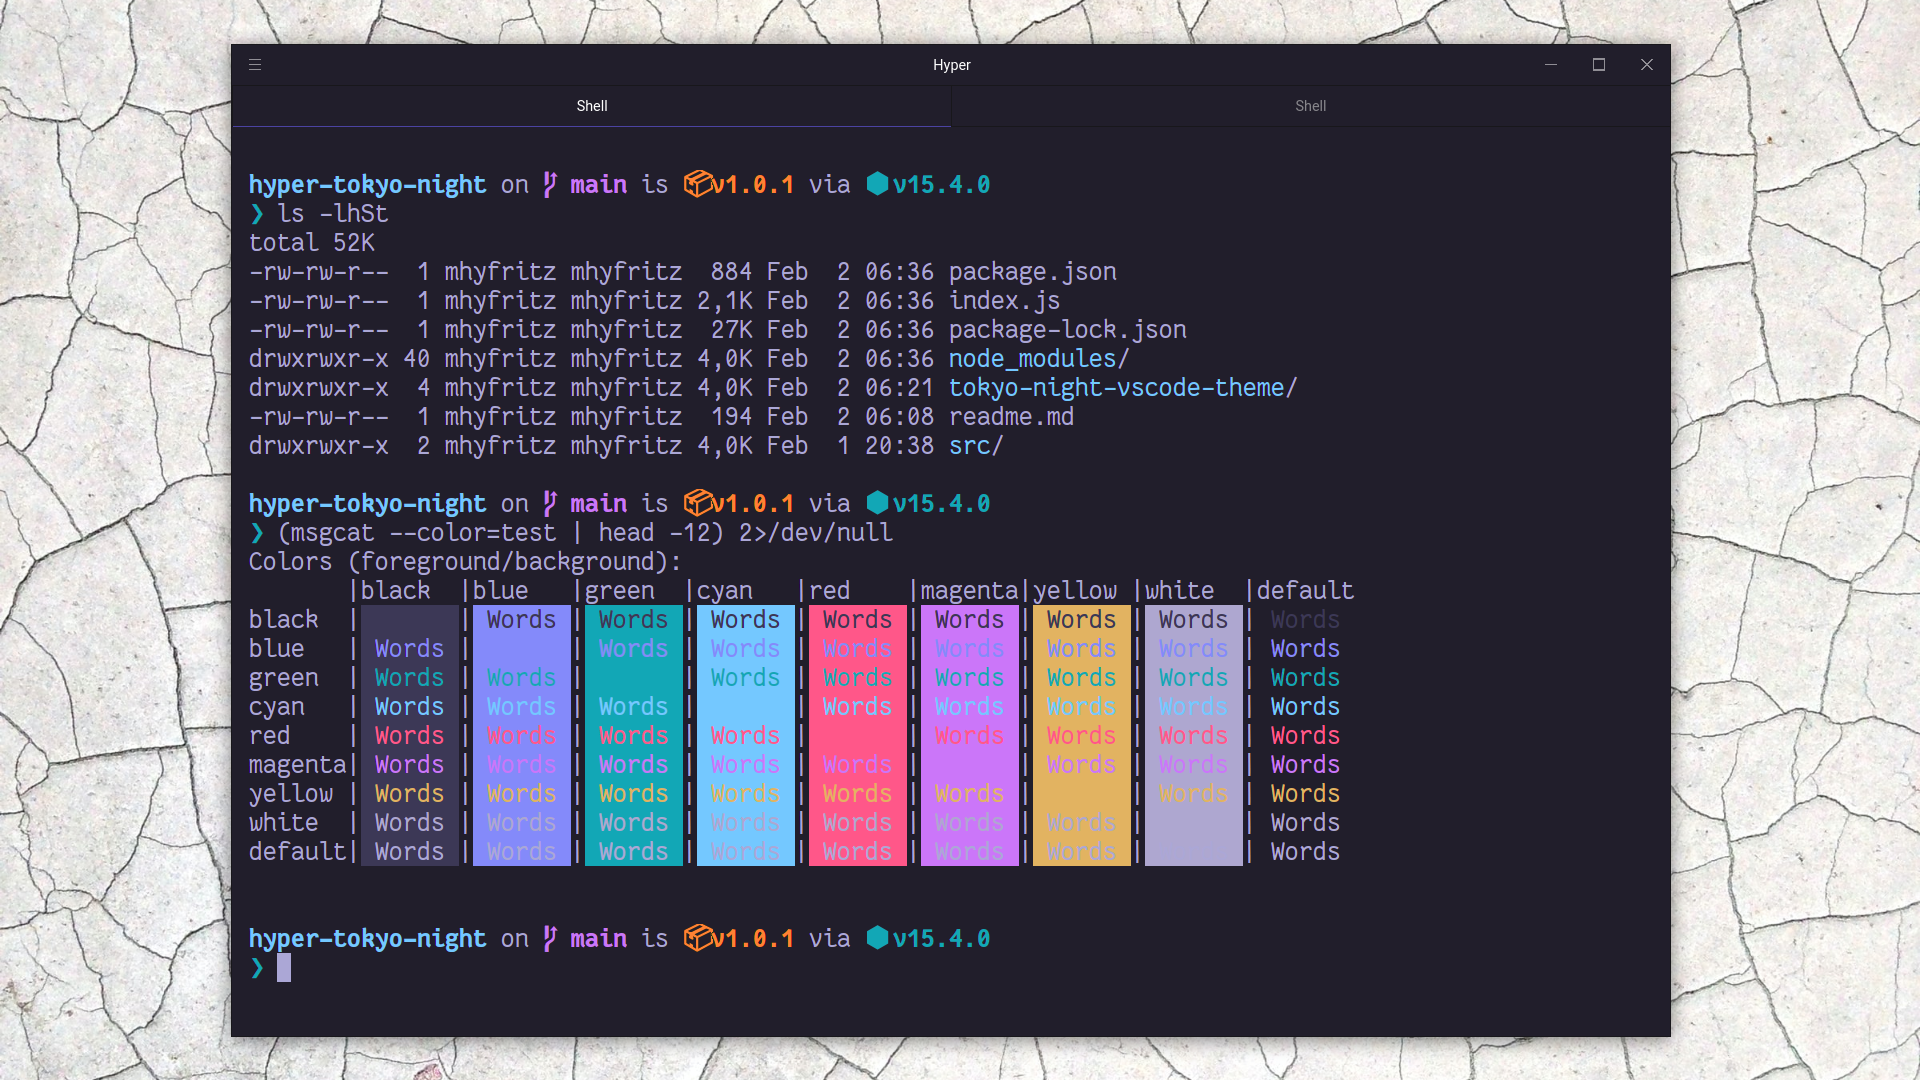 Hyper
Shell Shell
hyper-tokyo-night on main is v1.0.1 via v15.4.0
❯ ls -lhSt
total 52K
-rw-rw-r--  1 mhyfritz mhyfritz  884 Feb  2 06:36 package.json
-rw-rw-r--  1 mhyfritz mhyfritz 2,1K Feb  2 06:36 index.js
-rw-rw-r--  1 mhyfritz mhyfritz  27K Feb  2 06:36 package-lock.json
drwxrwxr-x 40 mhyfritz mhyfritz 4,0K Feb  2 06:36 node_modules/
drwxrwxr-x  4 mhyfritz mhyfritz 4,0K Feb  2 06:21 tokyo-night-vscode-theme/
-rw-rw-r--  1 mhyfritz mhyfritz  194 Feb  2 06:08 readme.md
drwxrwxr-x  2 mhyfritz mhyfritz 4,0K Feb  1 20:38 src/
hyper-tokyo-night on main is v1.0.1 via v15.4.0
❯ (msgcat --color=test | head -12) 2>/dev/null
Colors (foreground/background):
       |black  |blue   |green  |cyan   |red    |magenta|yellow |white  |default
black  |       | Words | Words | Words | Words | Words | Words | Words | Words
blue   | Words |       | Words | Words | Words | Words | Words | Words | Words
green  | Words | Words |       | Words | Words | Words | Words | Words | Words
cyan   | Words | Words | Words |       | Words | Words | Words | Words | Words
red    | Words | Words | Words | Words |       | Words | Words | Words | Words
magenta| Words | Words | Words | Words | Words |       | Words | Words | Words
yellow | Words | Words | Words | Words | Words | Words |       | Words | Words
white  | Words | Words | Words | Words | Words | Words | Words |       | Words
default| Words | Words | Words | Words | Words | Words | Words |       | Words
hyper-tokyo-night on main is v1.0.1 via v15.4.0
❯